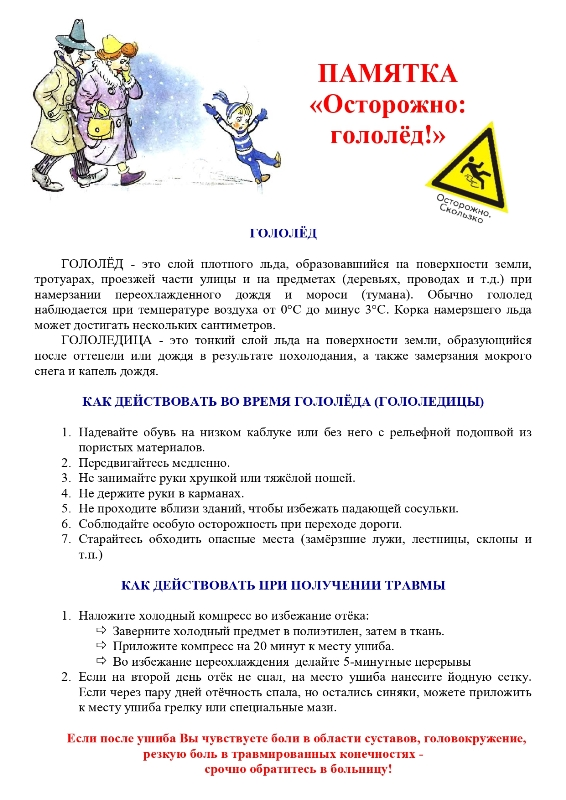 ПАМЯТКА
«Осторожно:
гололёд!»
Осторожно,
Скользко
ГОЛОЛЁД
ГОЛОЛЁД - это слой плотного льда, образовавшийся на поверхности земли,
тротуарах, проезжей части улицы и на предметах (деревьях, проводах и т.д.) при
намерзании переохлажденного дождя и мороси (тумана). Обычно гололед
наблюдается при температуре воздуха от 0°С до минус 3°С. Корка намерзшего льда
может достигать нескольких сантиметров.
ГОЛОЛЕДИЦА - это тонкий слой льда на поверхности земли, образующийся
после оттепели или дождя в результате похолодания, а также замерзания мокрого
снега и капель дождя.
КАК ДЕЙСТВОВАТЬ ВО ВРЕМЯ ГОЛОЛЁДА (ГОЛОЛЕДИЦЫ)
1. Надевайте обувь на низком каблуке или без него с рельефной подошвой из
пористых материалов.
2. Передвигайтесь медленно.
3. Не занимайте руки хрупкой или тяжёлой ношей.
4. Не держите руки в карманах.
5. Не проходите вблизи зданий, чтобы избежать падающей сосульки.
6. Соблюдайте особую осторожность при переходе дороги.
7. Старайтесь обходить опасные места (замёрзшие лужи, лестницы, склоны и
т.п.)
КАК ДЕЙСТВОВАТЬ ПРИ ПОЛУЧЕНИИ ТРАВМЫ
1. Наложите холодный компресс во избежание отёка:
⇨ Заверните холодный предмет в полиэтилен, затем в ткань.
⇨ Приложите компресс на 20 минут к месту ушиба.
⇨ Во избежание переохлаждения делайте 5-минутные перерывы
2. Если на второй день отёк не спал, на место ушиба нанесите йодную сетку.
Если через пару дней отёчность спала, но остались синяки, можете приложить
к месту ушиба грелку или специальные мази.
Если после ушиба Вы чувствуете боли в области суставов, головокружение,
резкую боль в травмированных конечностях -
срочно обратитесь в больницу!